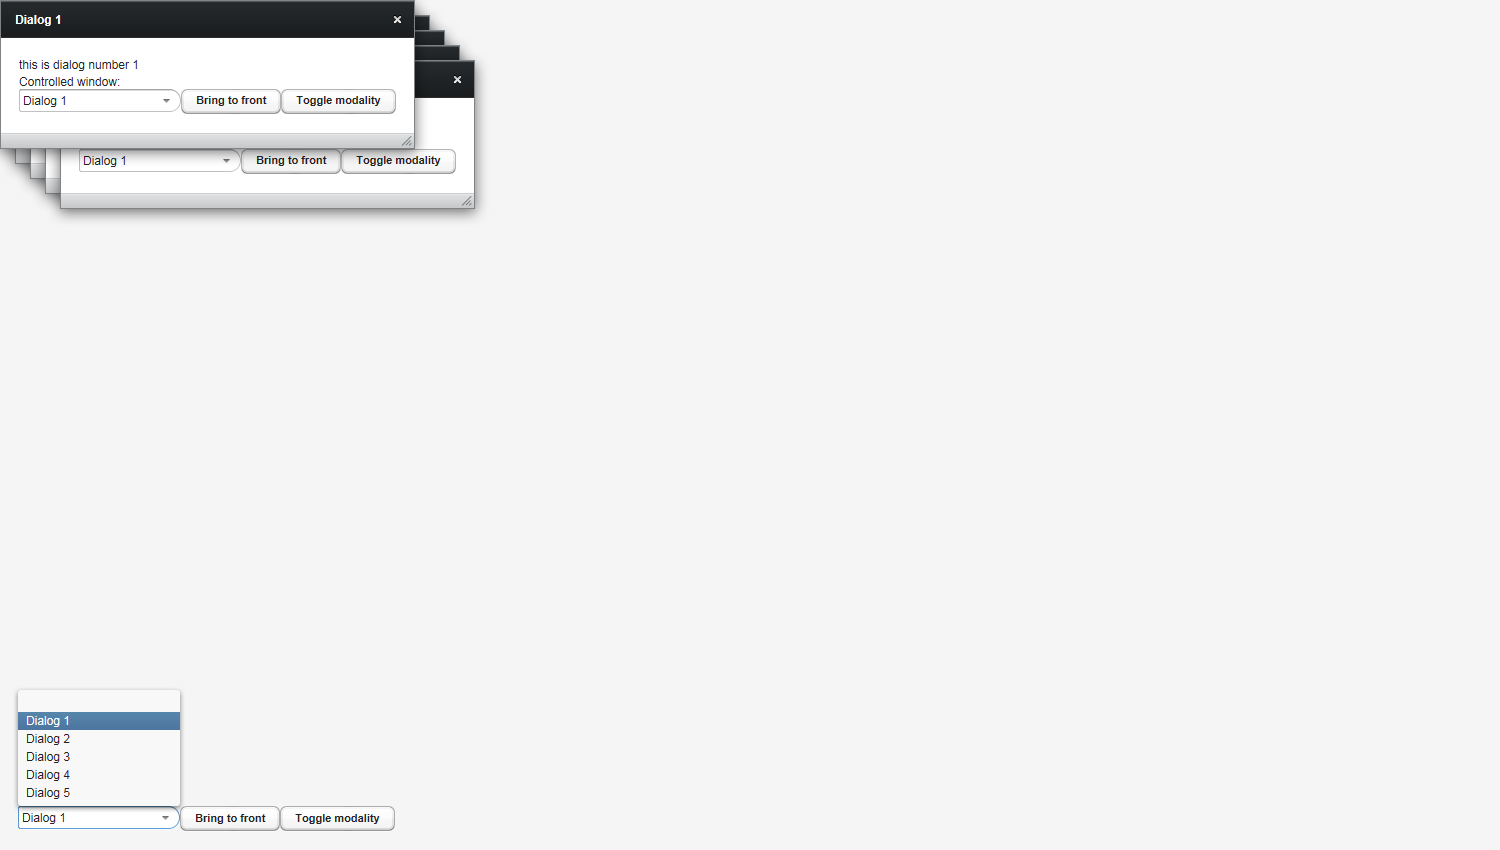 Dialog 1
this is dialog number 1
Controlled window:
Dialog 1 Bring to front Toggle modality
Dialog 1 Bring to front Toggle modality
Dialog 1
Dialog 2
Dialog 3
Dialog 4
Dialog 5
Dialog 1 Bring to front Toggle modality